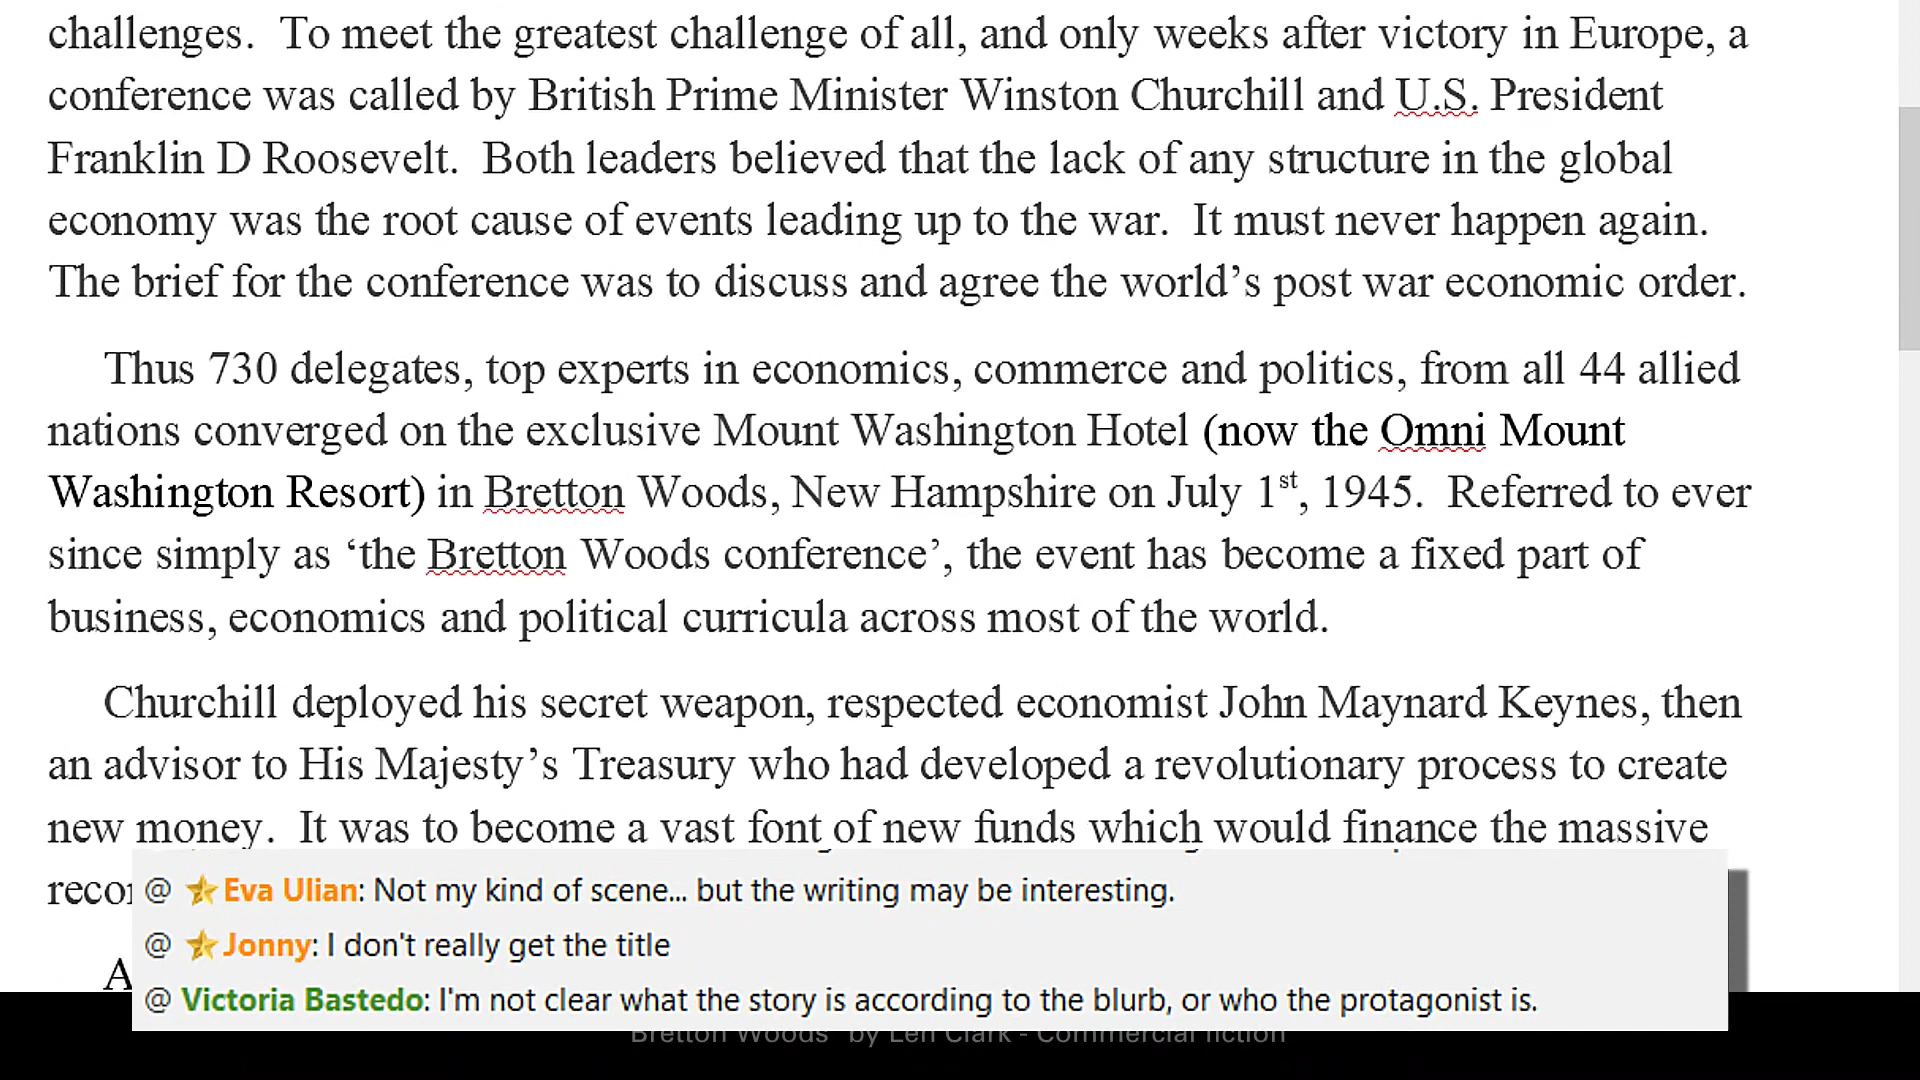 challenges.  To meet the greatest challenge of all, and only weeks after victory in Europe, a
conference was called by British Prime Minister Winston Churchill and U.S. President
Franklin D Roosevelt.  Both leaders believed that the lack of any structure in the global
economy was the root cause of events leading up to the war.  It must never happen again.
The brief for the conference was to discuss and agree the world’s post war economic order.
Thus 730 delegates, top experts in economics, commerce and politics, from all 44 allied
nations converged on the exclusive Mount Washington Hotel (now the Omni Mount
Washington Resort) in Bretton Woods, New Hampshire on July 1st, 1945.  Referred to ever
since simply as ‘the Bretton Woods conference’, the event has become a fixed part of
business, economics and political curricula across most of the world.
Churchill deployed his secret weapon, respected economist John Maynard Keynes, then
an advisor to His Majesty’s Treasury who had developed a revolutionary process to create
new money.  It was to become a vast font of new funds which would finance the massive
@ ⭐Eva Ulian: Not my kind of scene... but the writing may be interesting.
@ ⭐Jonny: I don't really get the title
@ Victoria Bastedo: I'm not clear what the story is according to the blurb, or who the protagonist is.
Bretton Woods" by Len Clark - Commercial fiction